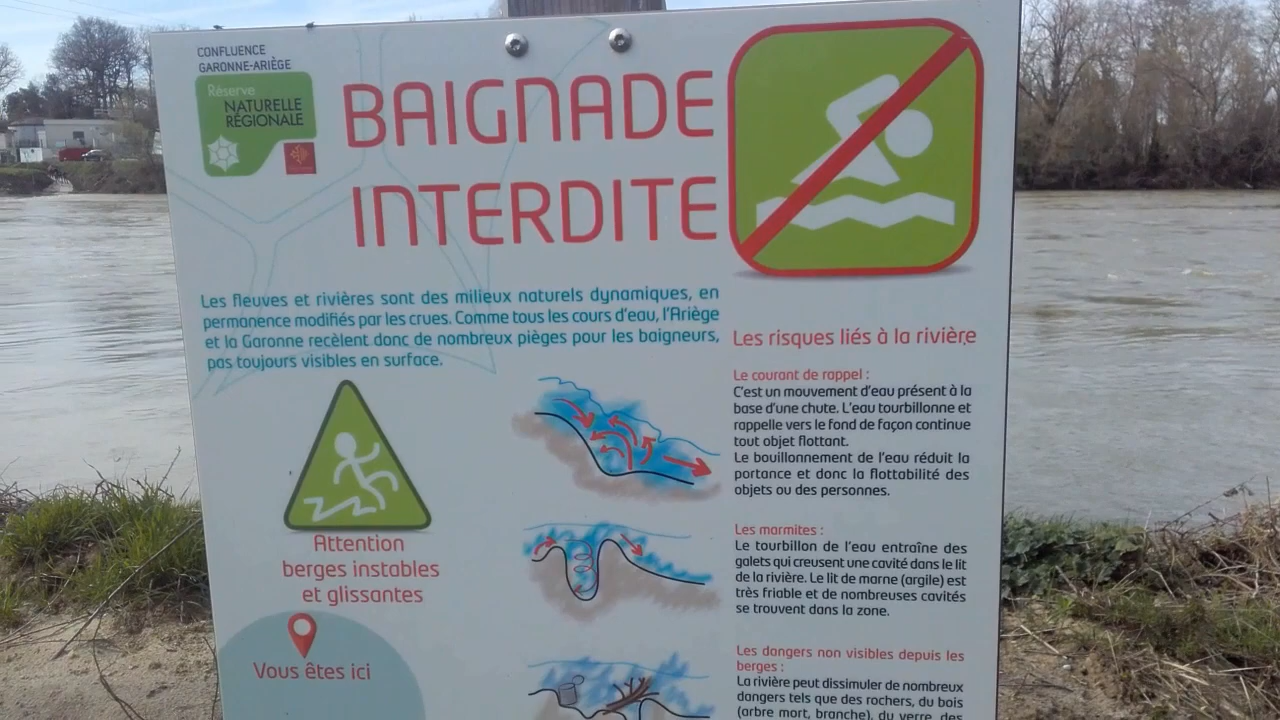 CONFLUENCE
GARONNE-ARIÈGE
Réserve
NATURELLE
RÉGIONALE
BAIGNADE
INTERDITE
Les fleuves et rivières sont des milieux naturels dynamiques, en
permanence modifiés par les crues. Comme tous les cours d'eau, l'Ariège
et la Garonne recèlent donc de nombreux pièges pour les baigneurs,
pas toujours visibles en surface.
Attention
berges instables
et glissantes
Vous êtes ici
Les risques liés à la rivière
Le courant de rappel :
C'est un mouvement d'eau présent à la
base d'une chute. L'eau tourbillonne et
rappelle vers le fond de façon continue
tout objet flottant.
Le bouillonnement de l'eau réduit la
portance et donc la flottabilité des
objets ou des personnes.
Les marmites :
Le tourbillon de l'eau entraîne des
galets qui creusent une cavité dans le lit
de la rivière. Le lit de marne (argile) est
très friable et de nombreuses cavités
se trouvent dans la zone.
Les dangers non visibles depuis les
berges :
La rivière peut dissimuler de nombreux
dangers tels que des rochers, du bois
(arbre mort, branche), du verre, des